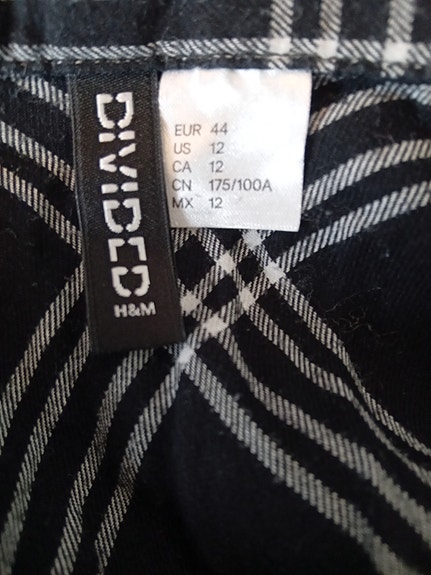 DIVIDED
H&M
EUR 44
US 12
CA 12
CN 175/100A
MX 12